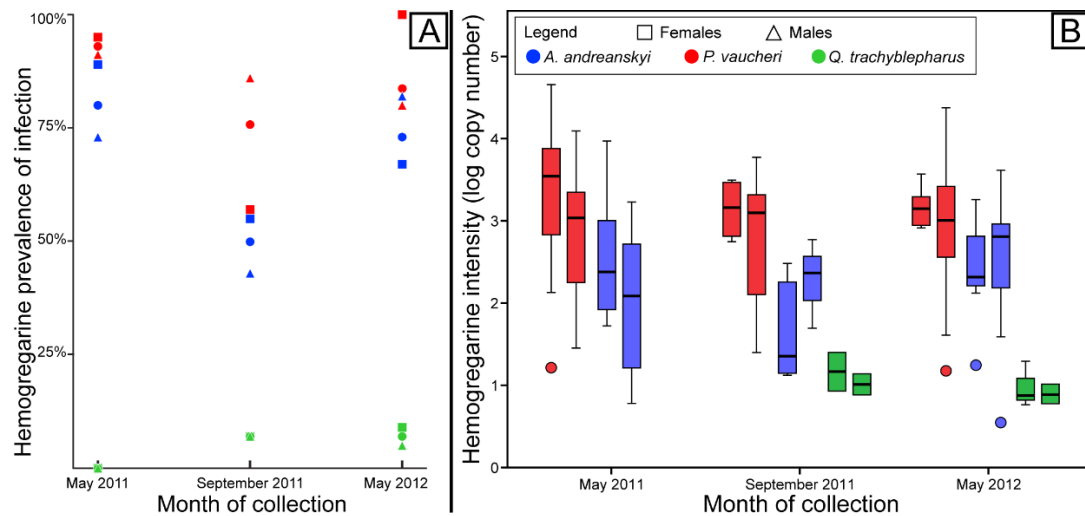 A
Hemogregarine prevalence of infection
100%
75%
50%
25%
May 2011
September 2011
May 2012
Month of collection
B
Legend
Females
Males
A. andreanskyi
P. vaucheri
Q. trachyblepharus
Hemogregarine intensity (log copy number)
5
4
3
2
1
0
May 2011
September 2011
May 2012
Month of collection